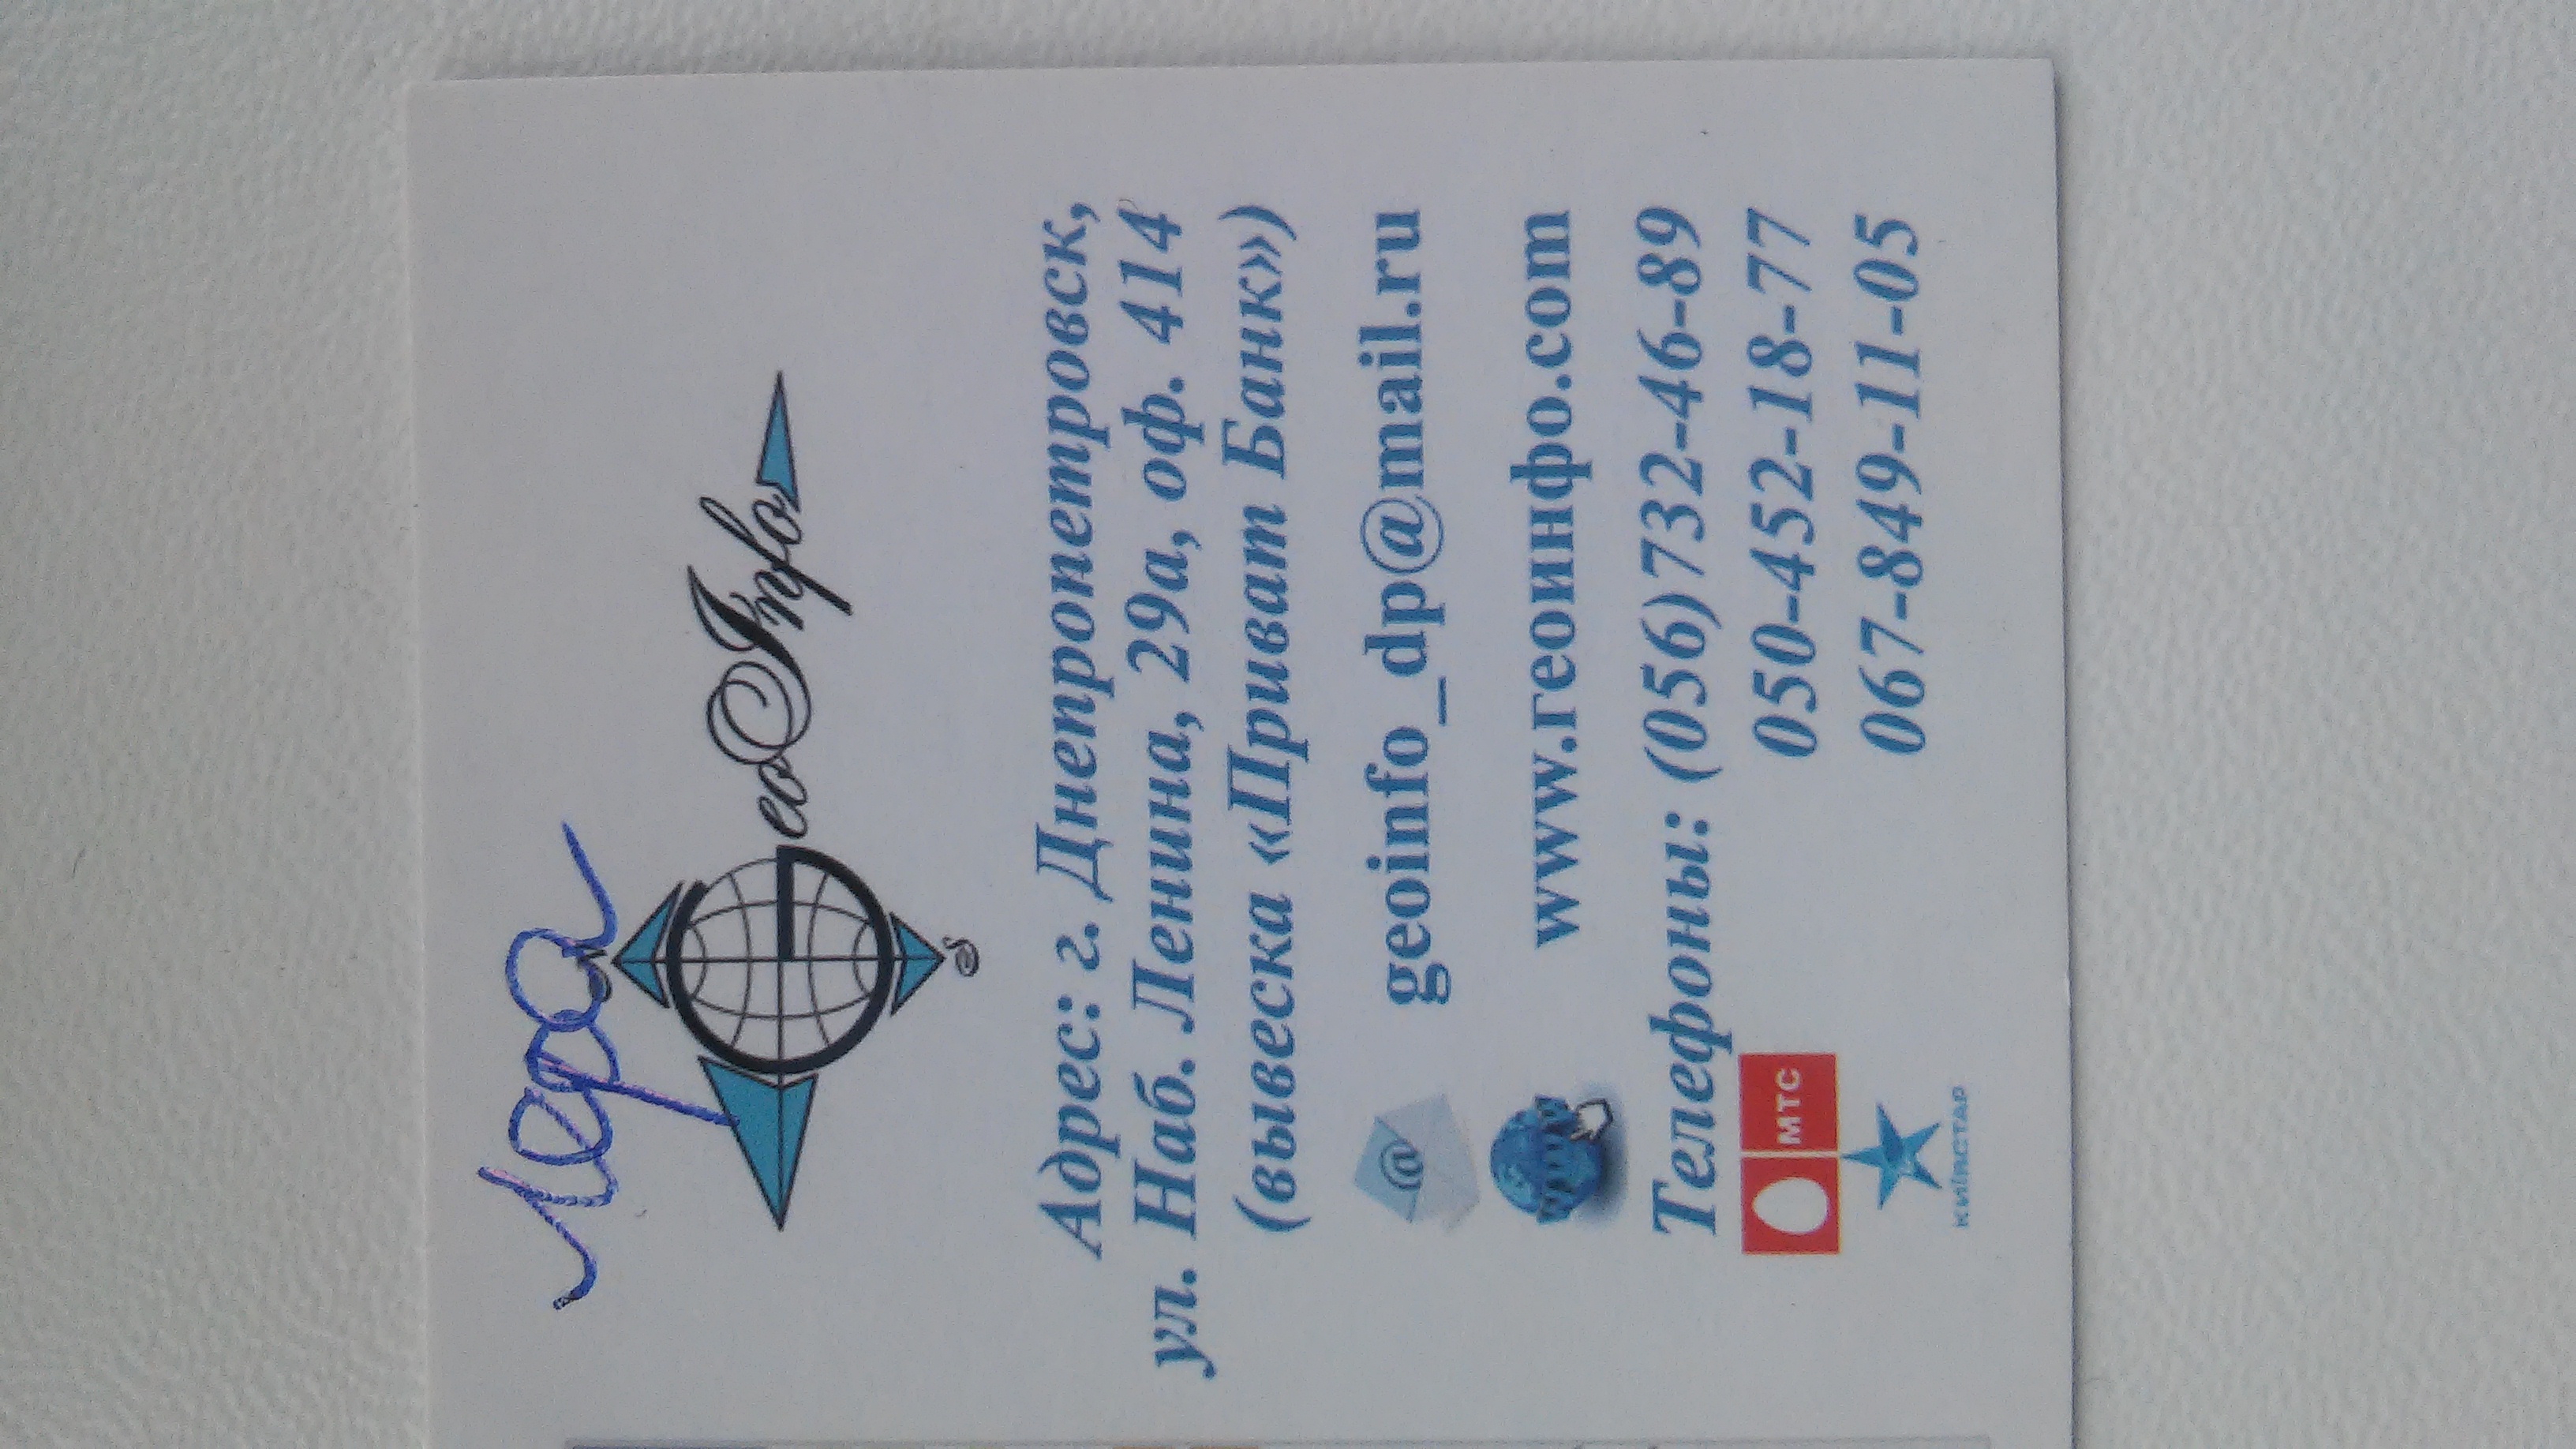 Лера
N
GeoInfo
S
Адрес: г. Днепропетровск,
ул. Наб. Ленина, 29а, оф. 414
(вывеска «Приват Банк»)
@ geoinfo_dp@mail.ru
www www.геоинфо.com
Телефоны: (056)732-46-89
МТС 050-452-18-77
067-849-11-05
КИЇВСТАР